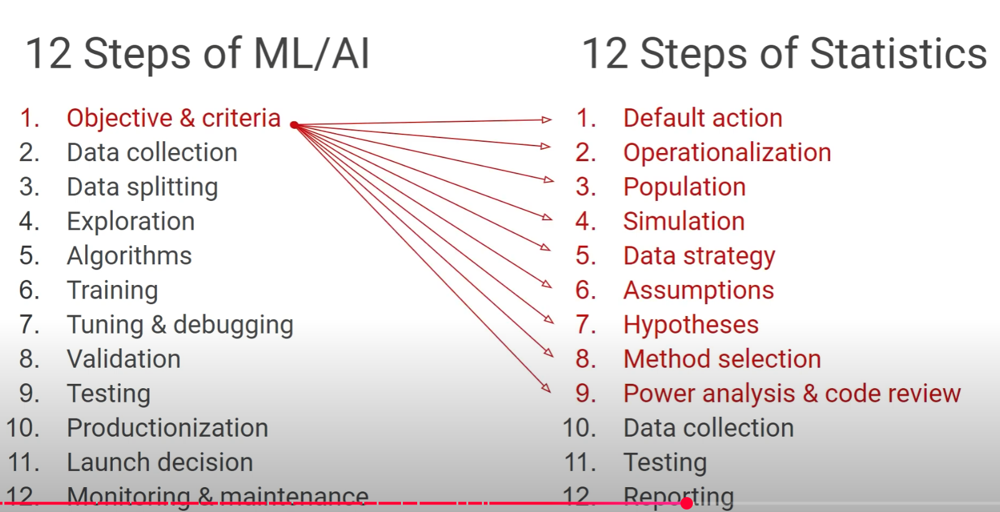 12 Steps of ML/AI
1. Objective & criteria
2. Data collection
3. Data splitting
4. Exploration
5. Algorithms
6. Training
7. Tuning & debugging
8. Validation
9. Testing
10. Productionization
11. Launch decision
12. Monitoring & maintenance
12 Steps of Statistics
1. Default action
2. Operationalization
3. Population
4. Simulation
5. Data strategy
6. Assumptions
7. Hypotheses
8. Method selection
9. Power analysis & code review
10. Data collection
11. Testing
12. Reporting